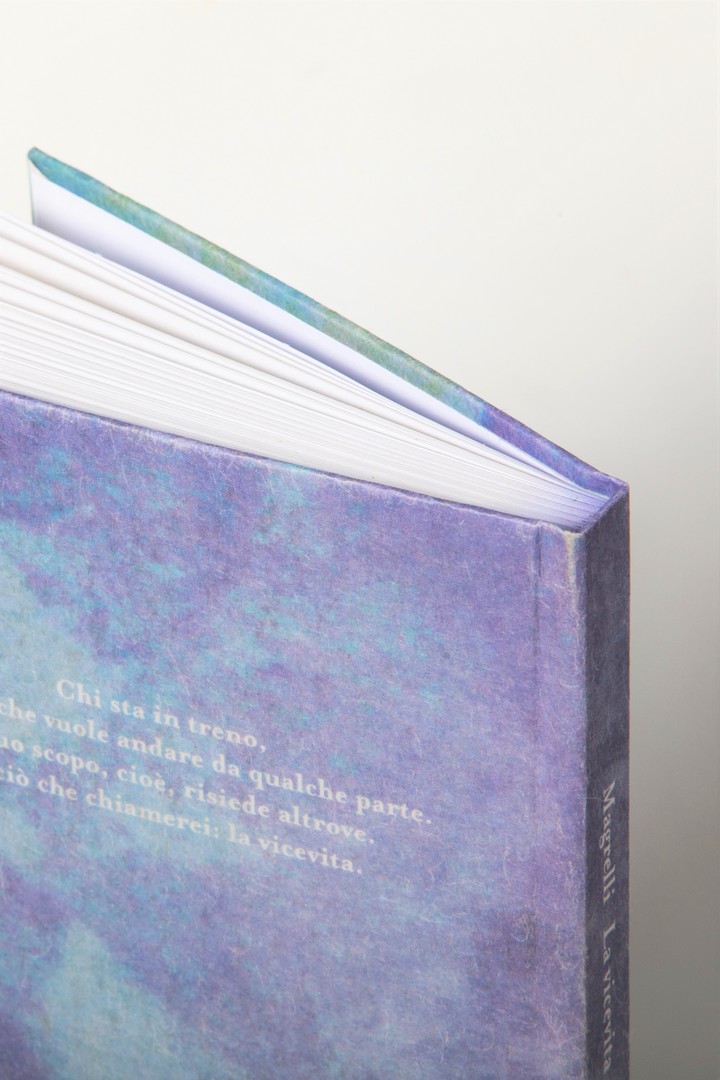 Chi sta in treno,
che vuole andare da qualche parte.
scopo, cioè, risiede altrove.
ciò che chiamerei: la vicevita.
Magrelli La vicevita